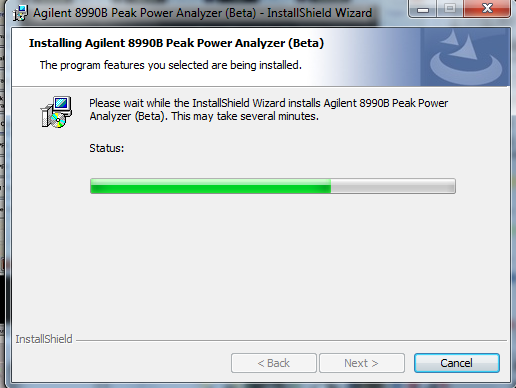 Agilent 8990B Peak Power Analyzer (Beta) - InstallShield Wizard
Installing Agilent 8990B Peak Power Analyzer (Beta)
The program features you selected are being installed.
Please wait while the InstallShield Wizard installs Agilent 8990B Peak Power
Analyzer (Beta). This may take several minutes.
Status:
InstallShield
< Back
Next >
Cancel